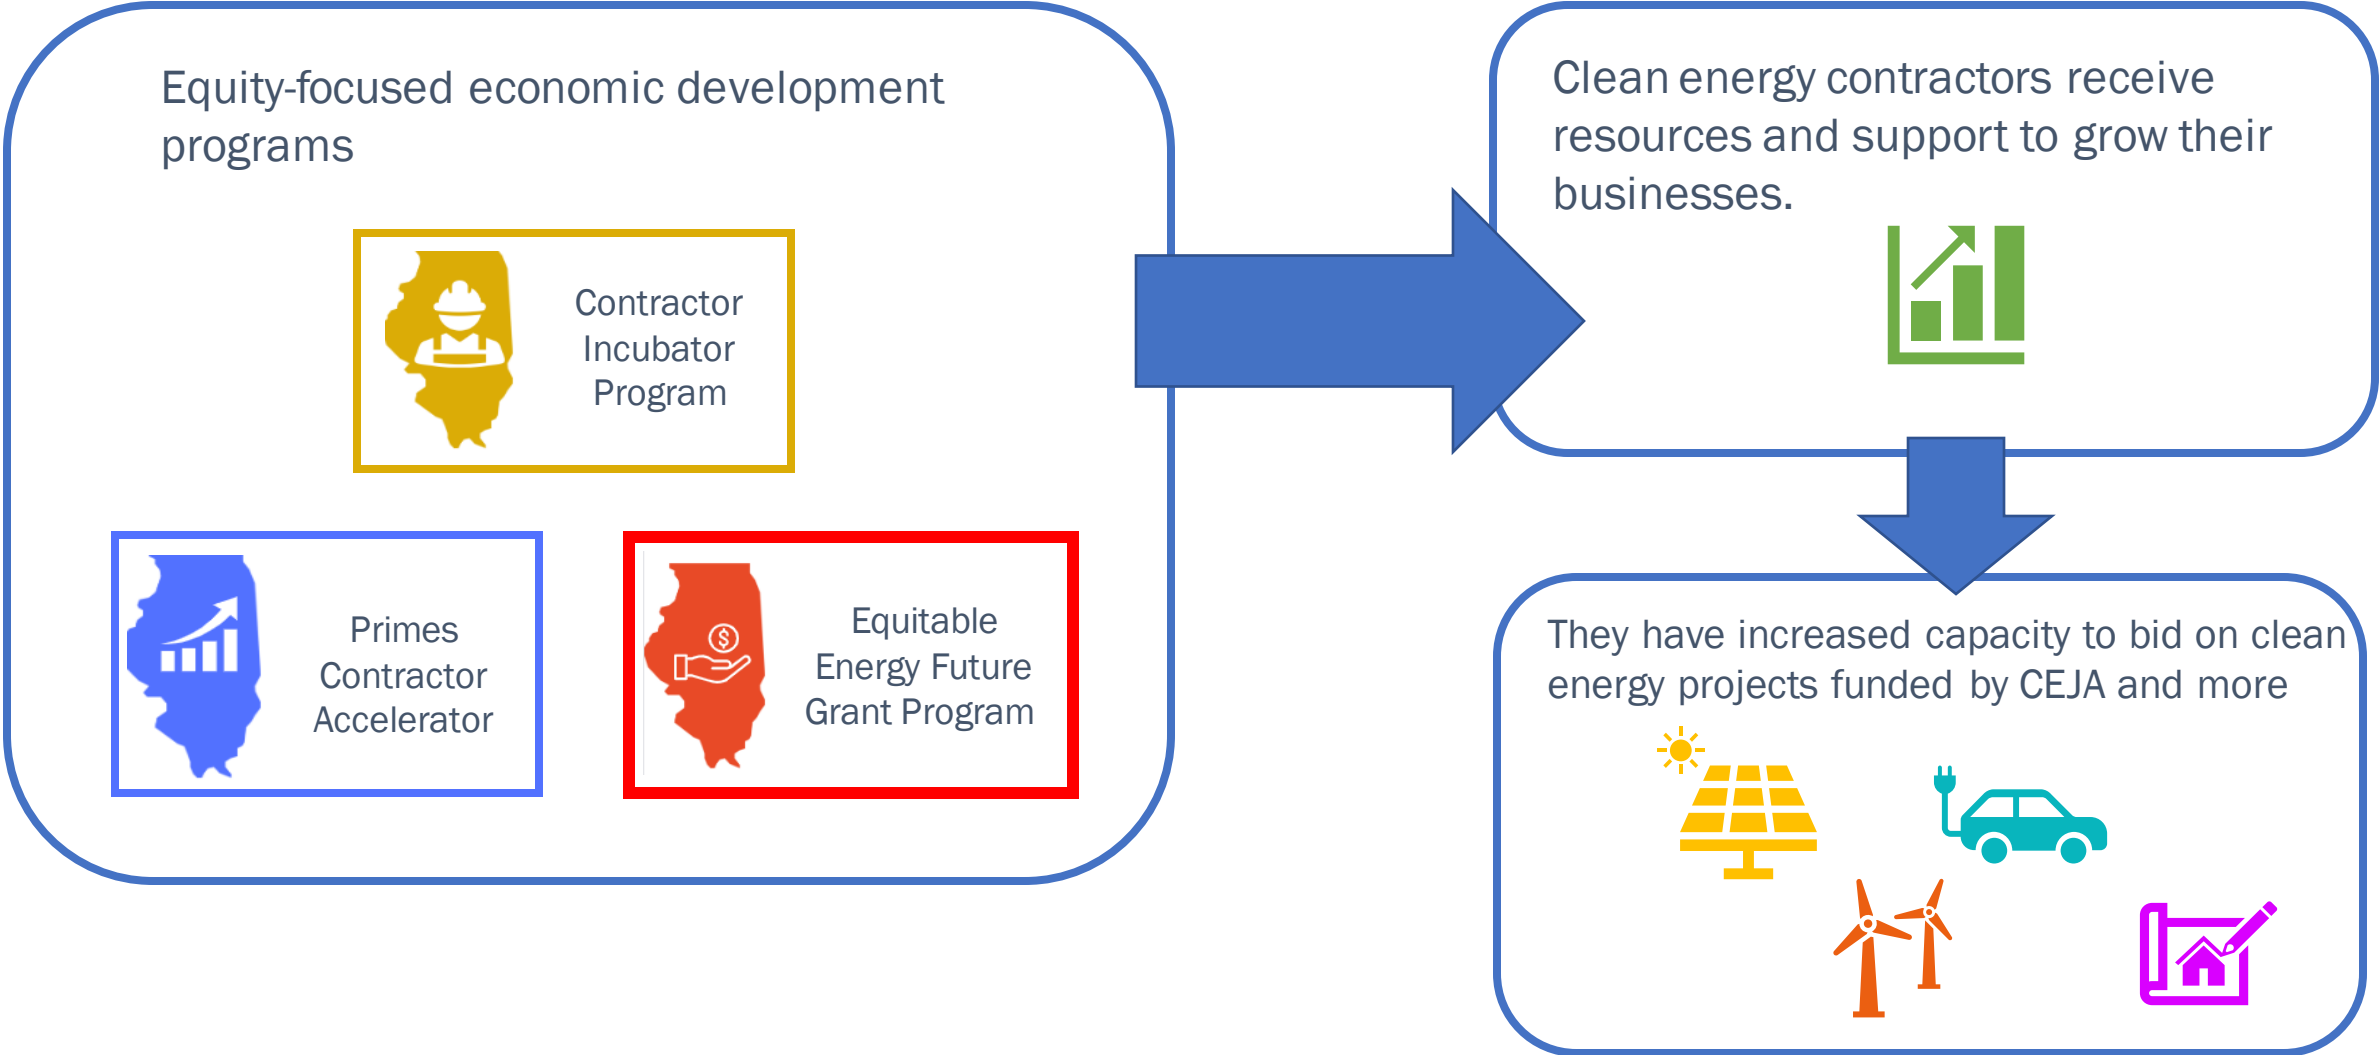 Equity-focused economic development
programs
Contractor
Incubator
Program
Primes
Contractor
Accelerator
$
Equitable
Energy Future
Grant Program
Clean energy contractors receive
resources and support to grow their
businesses.
They have increased capacity to bid on clean
energy projects funded by CEJA and more